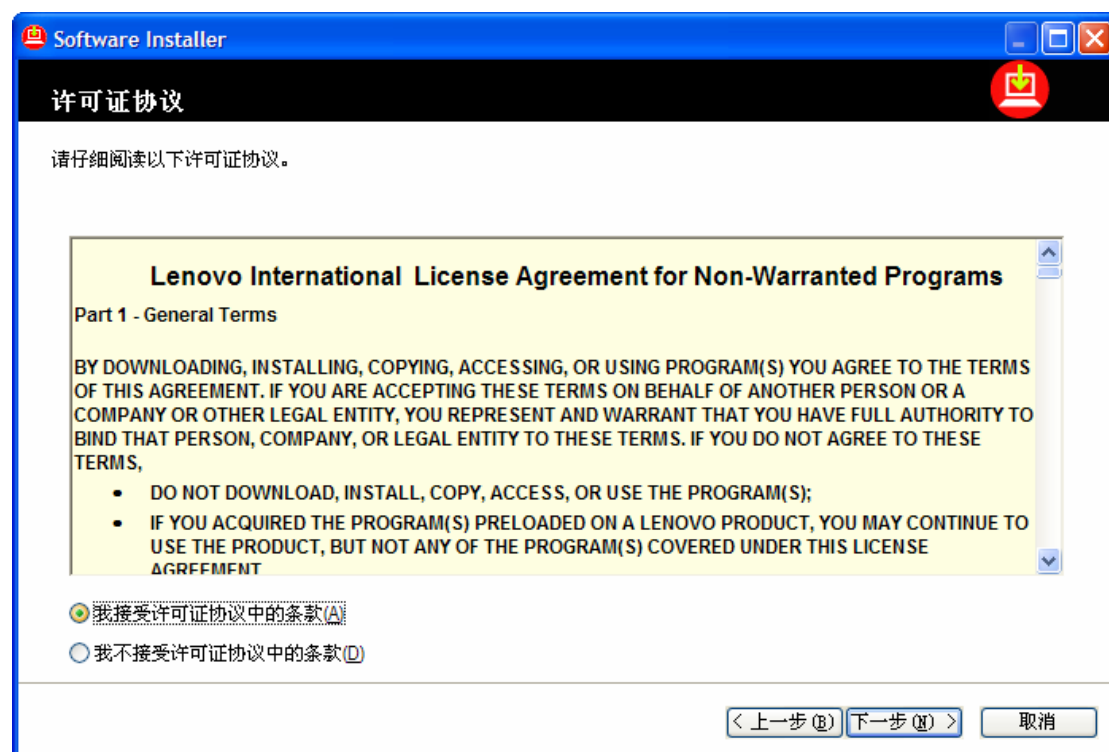 Software Installer
许可证协议
请仔细阅读以下许可证协议。
Lenovo International License Agreement for Non-Warranted Programs
Part 1 - General Terms
BY DOWNLOADING, INSTALLING, COPYING, ACCESSING, OR USING PROGRAM(S) YOU AGREE TO THE TERMS
OF THIS AGREEMENT. IF YOU ARE ACCEPTING THESE TERMS ON BEHALF OF ANOTHER PERSON OR A
COMPANY OR OTHER LEGAL ENTITY, YOU REPRESENT AND WARRANT THAT YOU HAVE FULL AUTHORITY TO
BIND THAT PERSON, COMPANY, OR LEGAL ENTITY TO THESE TERMS. IF YOU DO NOT AGREE TO THESE
TERMS,
• DO NOT DOWNLOAD, INSTALL, COPY, ACCESS, OR USE THE PROGRAM(S);
• IF YOU ACQUIRED THE PROGRAM(S) PRELOADED ON A LENOVO PRODUCT, YOU MAY CONTINUE TO
USE THE PRODUCT, BUT NOT ANY OF THE PROGRAM(S) COVERED UNDER THIS LICENSE
AGREEMENT
我接受许可证协议中的条款(A)
我不接受许可证协议中的条款(D)
< 上一步(B) 下一步(N) > 取消